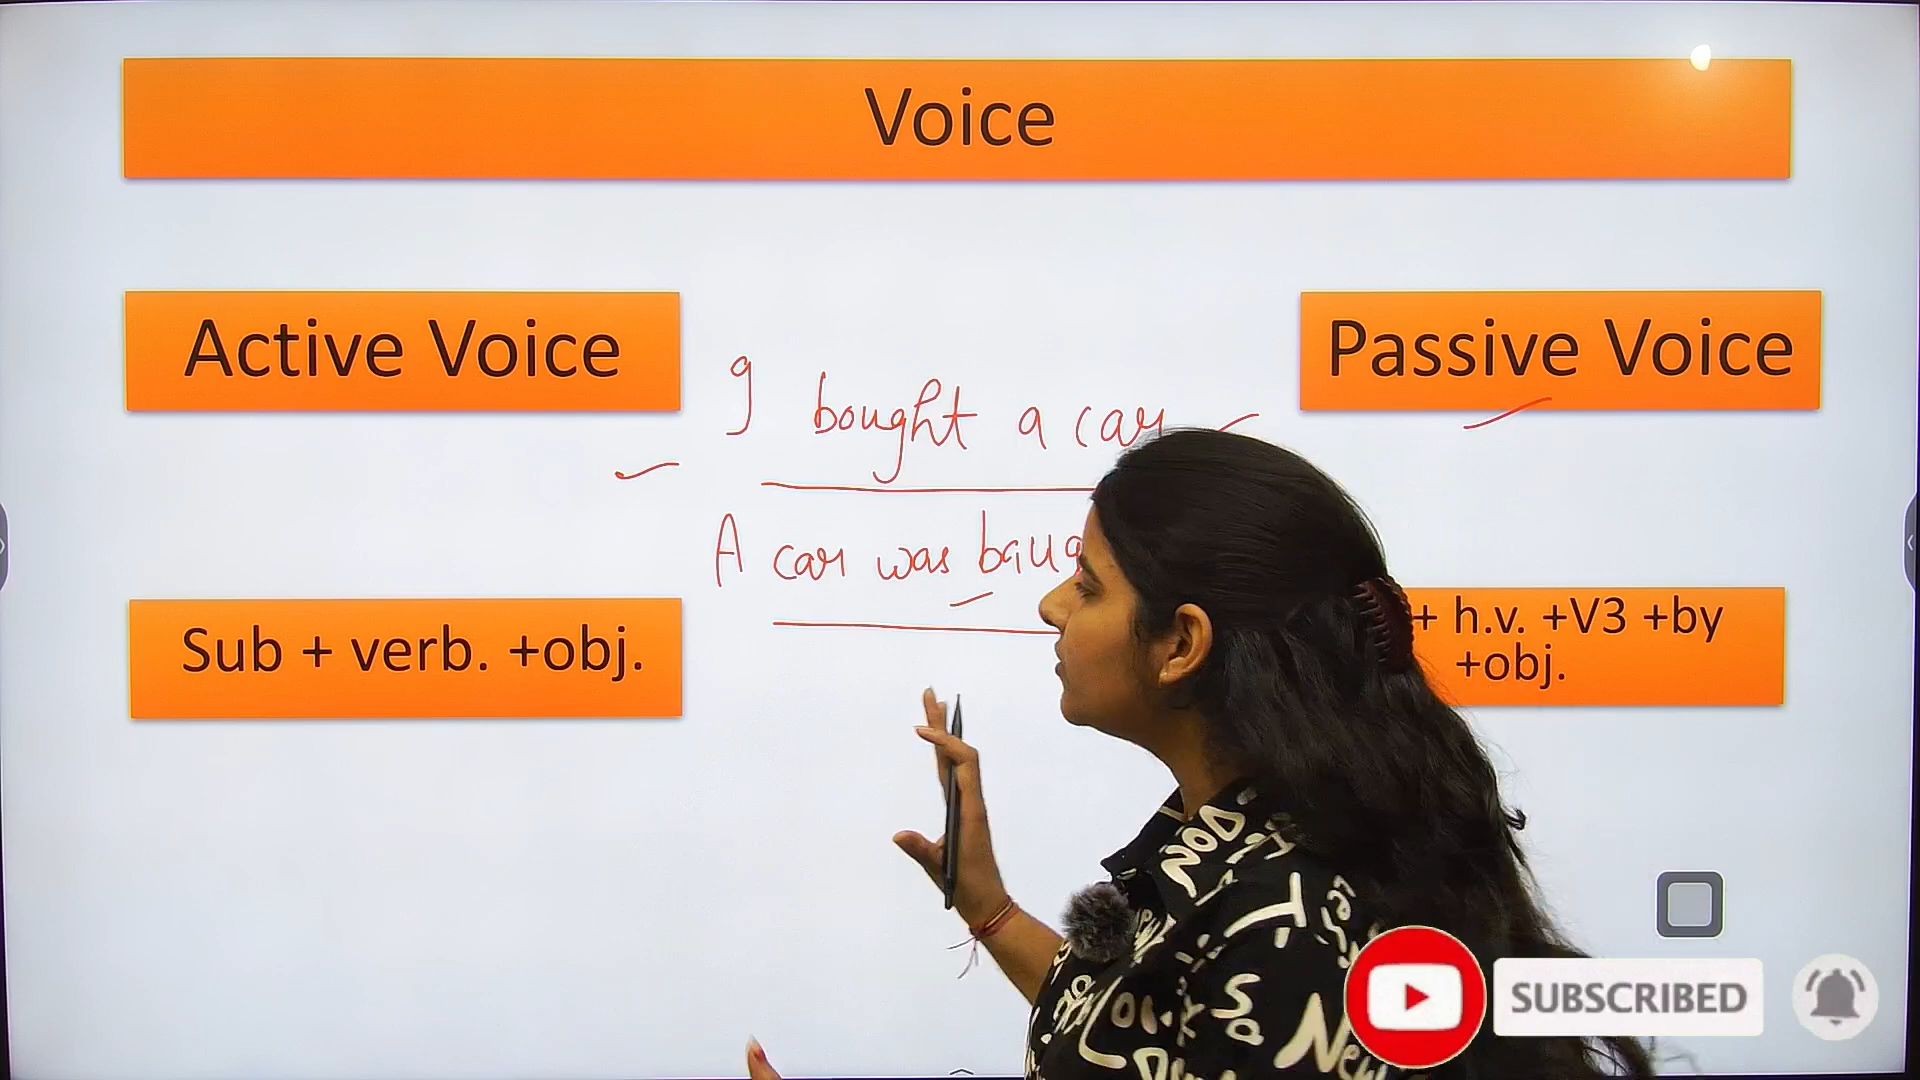 Voice
Active Voice
Passive Voice
I bought a car
A car was
Sub + verb. +obj.
+ h.v. +V3 +by
+obj.
SUBSCRIBED